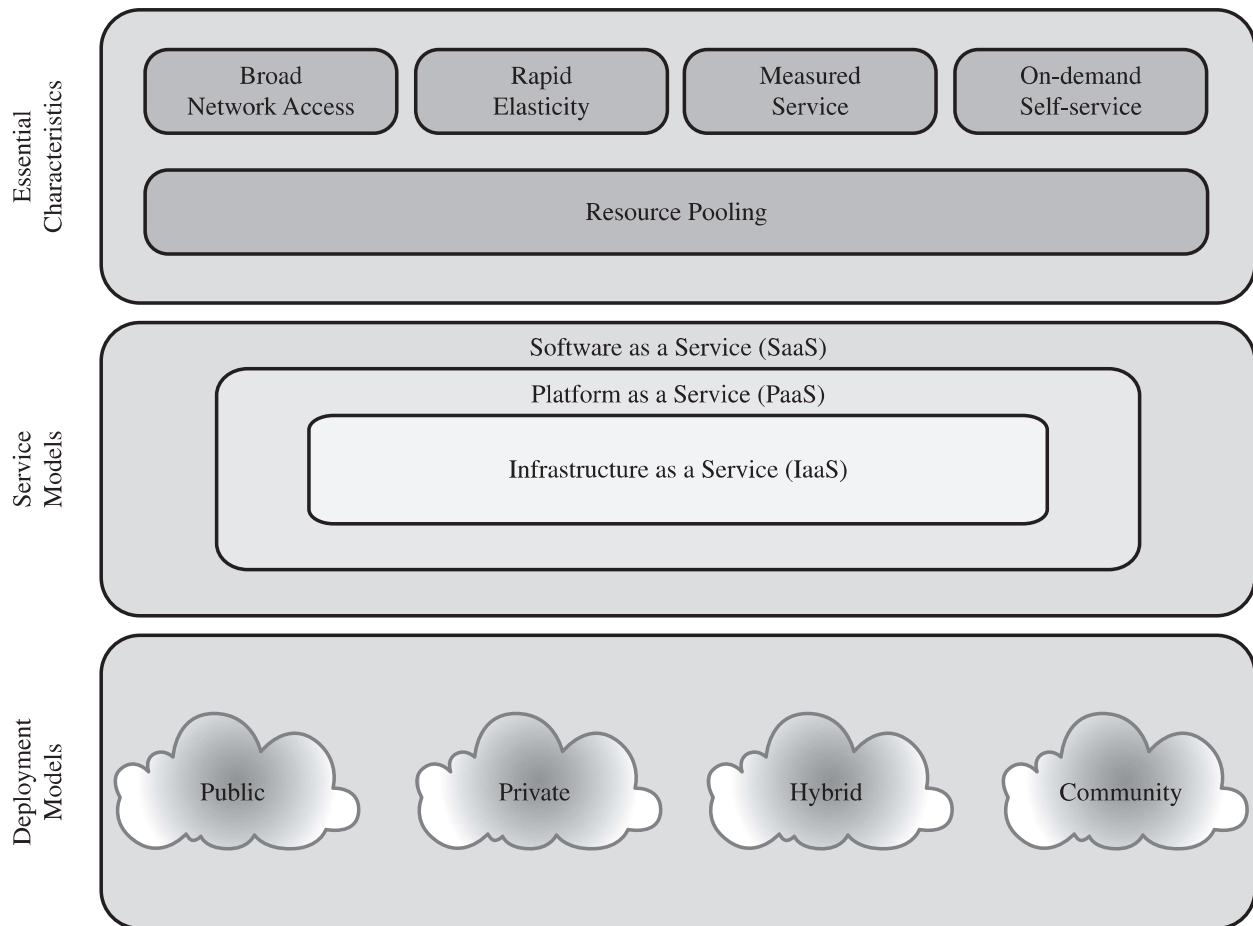 Essential
Characteristics
Broad
Network Access
Rapid
Elasticity
Measured
Service
On-demand
Self-service
Resource Pooling
Service
Models
Software as a Service (SaaS)
Platform as a Service (PaaS)
Infrastructure as a Service (IaaS)
Deployment
Models
Public
Private
Hybrid
Community